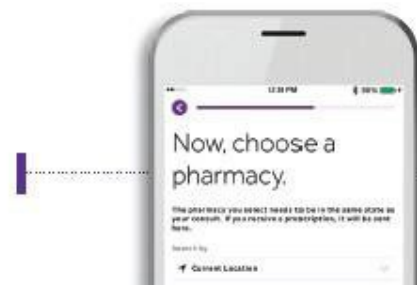 12:38 PM
Now, choose a
pharmacy.
The pharmacy you select needs to be in the same state as
your consult. If you receive a prescription, it will be sent
here.
Search by
Current Location